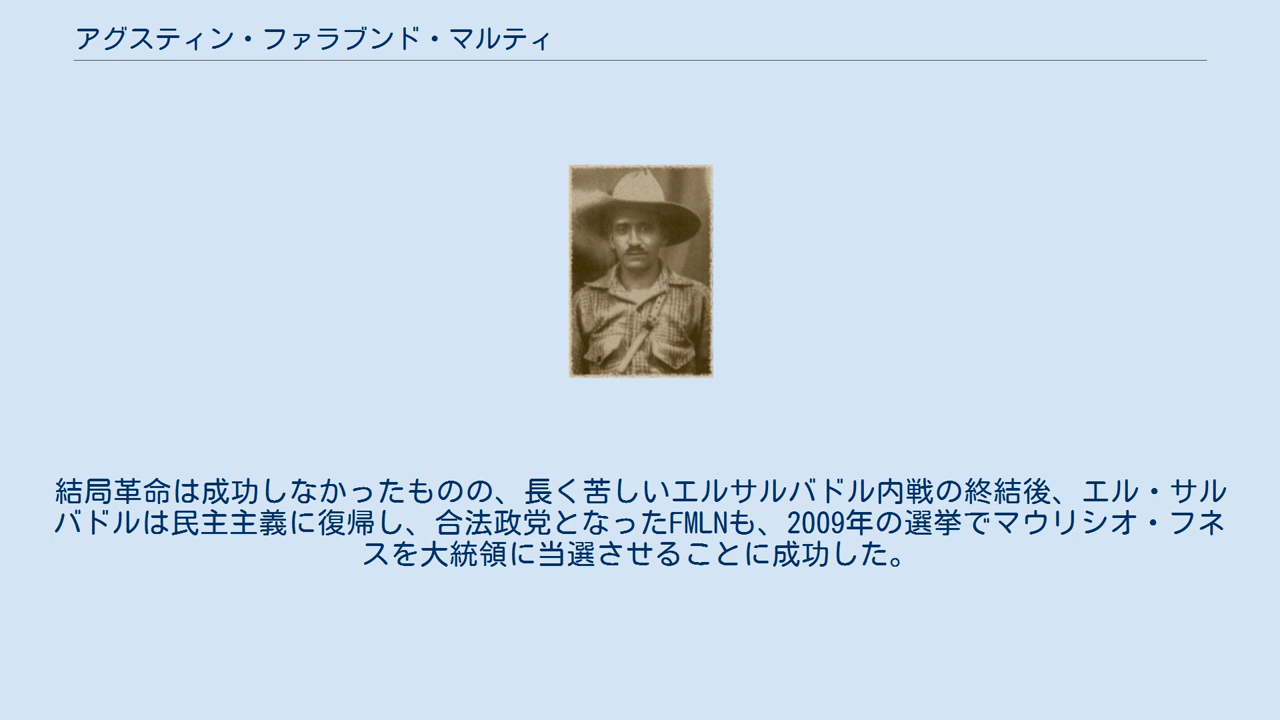 アグスティン・ファラブンド・マルティ
結局革命は成功しなかったものの、長く苦しいエルサルバドル内戦の終結後、エル・サル
バドルは民主主義に復帰し、合法政党となったFMLNも、2009年の選挙でマウリシオ・フネ
スを大統領に当選させることに成功した。